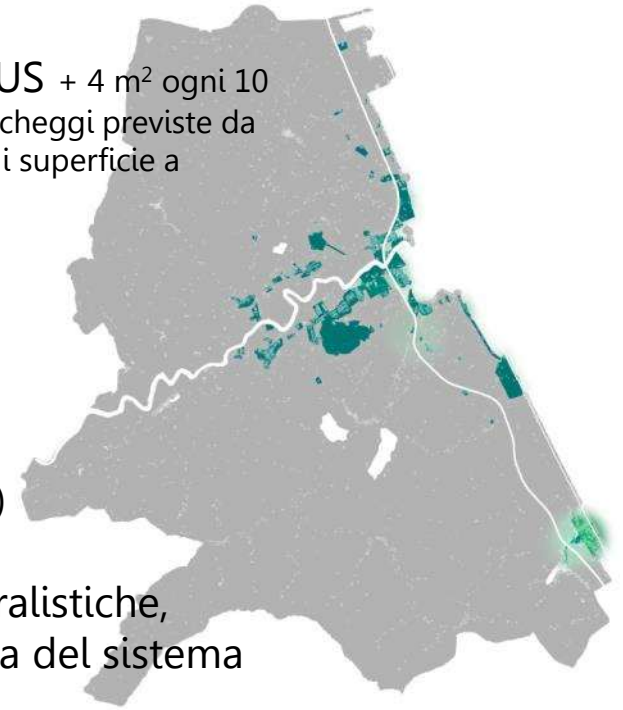 US + 4 m² ogni 10
cheggi previste da
i superficie a
)
ralistiche,
a del sistema